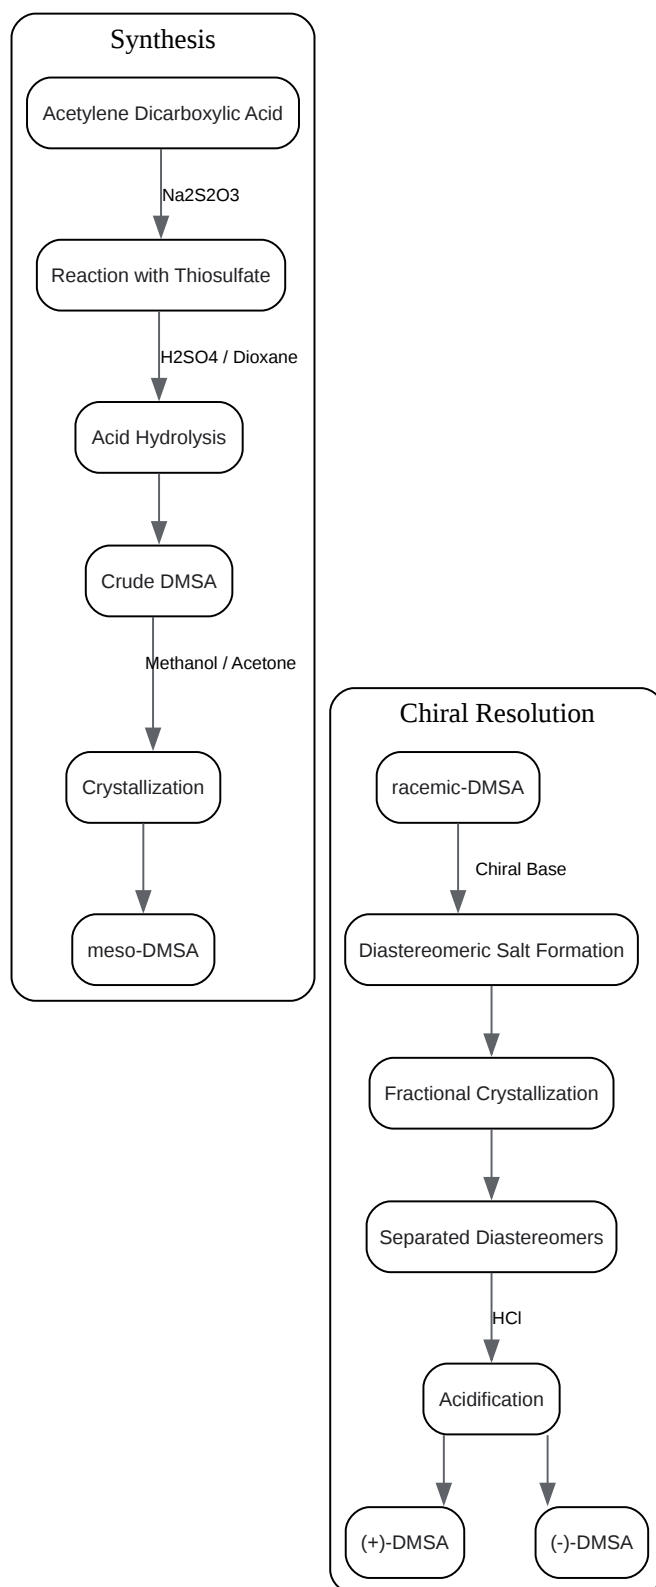 Synthesis
Acetylene Dicarboxylic Acid
Na2S2O3
Reaction with Thiosulfate
H2SO4 / Dioxane
Acid Hydrolysis
Crude DMSA
Methanol / Acetone
Crystallization
meso-DMSA
Chiral Resolution
racemic-DMSA
Chiral Base
Diastereomeric Salt Formation
Fractional Crystallization
Separated Diastereomers
HCl
Acidification
(+)-DMSA
(-)-DMSA